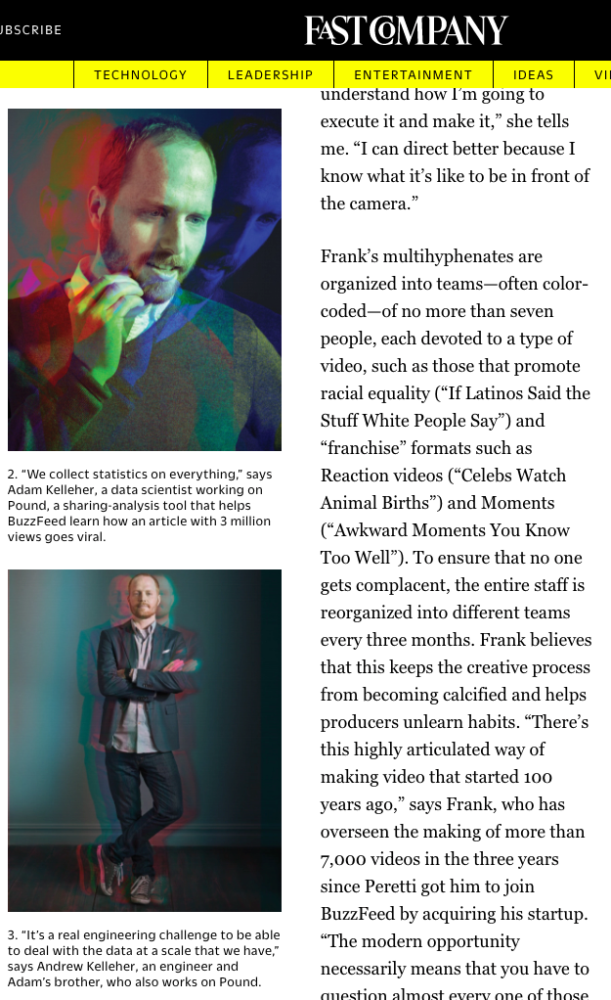 UBSCRIBE
FAST COMPANY
TECHNOLOGY
LEADERSHIP
ENTERTAINMENT
IDEAS
VI
2. “We collect statistics on everything,” says
Adam Kelleher, a data scientist working on
Pound, a sharing-analysis tool that helps
BuzzFeed learn how an article with 3 million
views goes viral.
3. “It’s a real engineering challenge to be able
to deal with the data at a scale that we have,”
says Andrew Kelleher, an engineer and
Adam’s brother, who also works on Pound.
understand how I’m going to
execute it and make it,” she tells
me. “I can direct better because I
know what it’s like to be in front of
the camera.”
Frank’s multihyphenates are
organized into teams—often color-
coded—of no more than seven
people, each devoted to a type of
video, such as those that promote
racial equality (“If Latinos Said the
Stuff White People Say”) and
“franchise” formats such as
Reaction videos (“Celebs Watch
Animal Births”) and Moments
(“Awkward Moments You Know
Too Well”). To ensure that no one
gets complacent, the entire staff is
reorganized into different teams
every three months. Frank believes
that this keeps the creative process
from becoming calcified and helps
producers unlearn habits. “There’s
this highly articulated way of
making video that started 100
years ago,” says Frank, who has
overseen the making of more than
7,000 videos in the three years
since Peretti got him to join
BuzzFeed by acquiring his startup.
“The modern opportunity
necessarily means that you have to
question almost every one of those